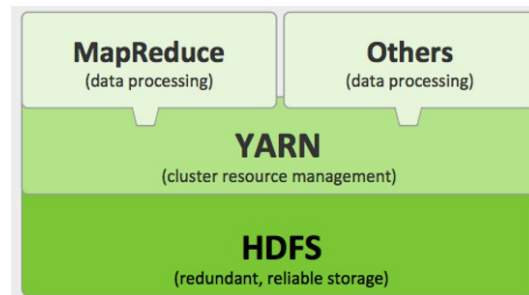 MapReduce
(data processing)
Others
(data processing)
YARN
(cluster resource management)
HDFS
(redundant, reliable storage)